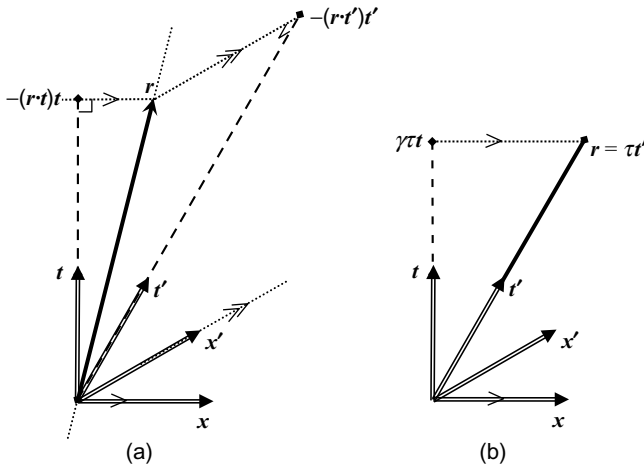 −(r·t′)t′
r
−(r·t)t
γτt
r = τt′
t
t′
x′
x
t
t′
x′
x
(a)
(b)